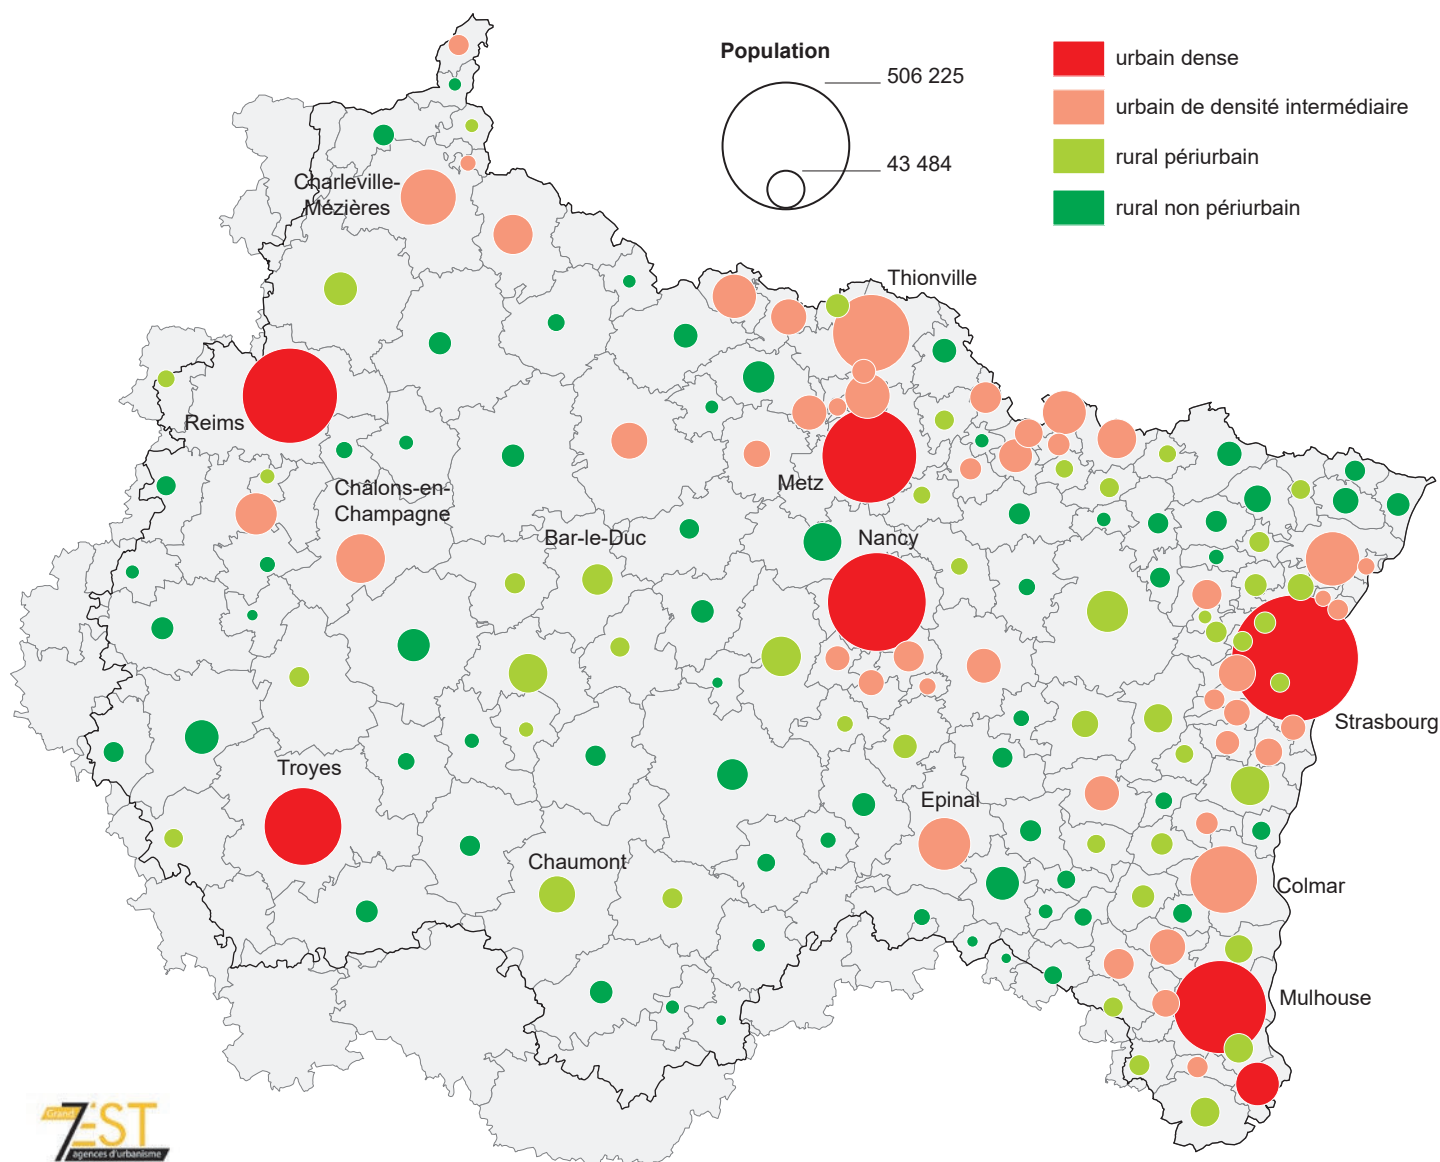 Population
506 225
43 484
urbain dense
urbain de densité intermédiaire
rural périurbain
rural non périurbain
Charleville-
Mézières
Thionville
Reims
Metz
Châlons-en-
Champagne
Bar-le-Duc
Nancy
Strasbourg
Troyes
Epinal
Chaumont
Colmar
Mulhouse
Grand
7EST
agences d'urbanisme